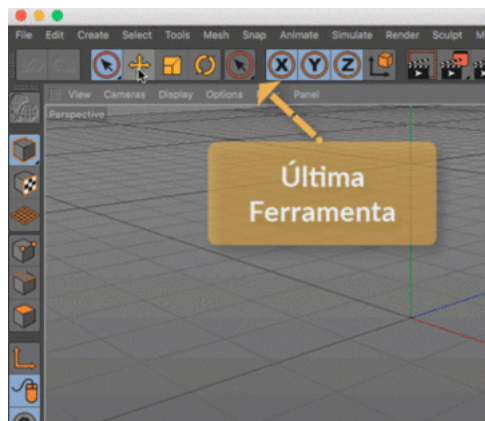 File Edit Create Select Tools Mesh Snap Animate Simulate Render Sculpt
X Y Z
View Cameras Display Options Panel
Perspective
Última
Ferramenta